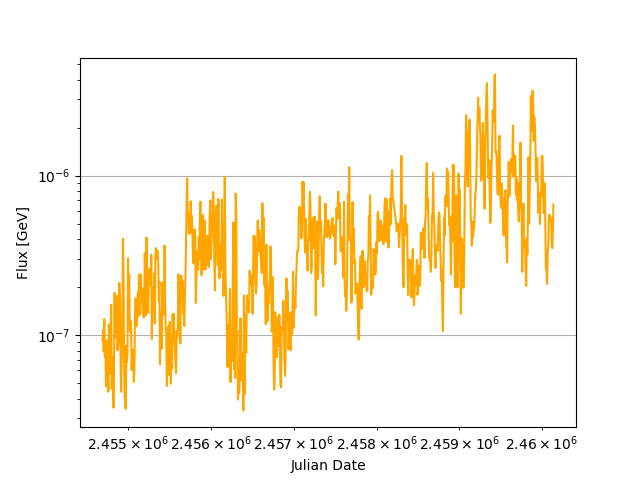 Flux [GeV]
10⁻⁶
10⁻⁷
2.455 × 10⁶ 2.456 × 10⁶ 2.457 × 10⁶ 2.458 × 10⁶ 2.459 × 10⁶ 2.46 × 10⁶
Julian Date